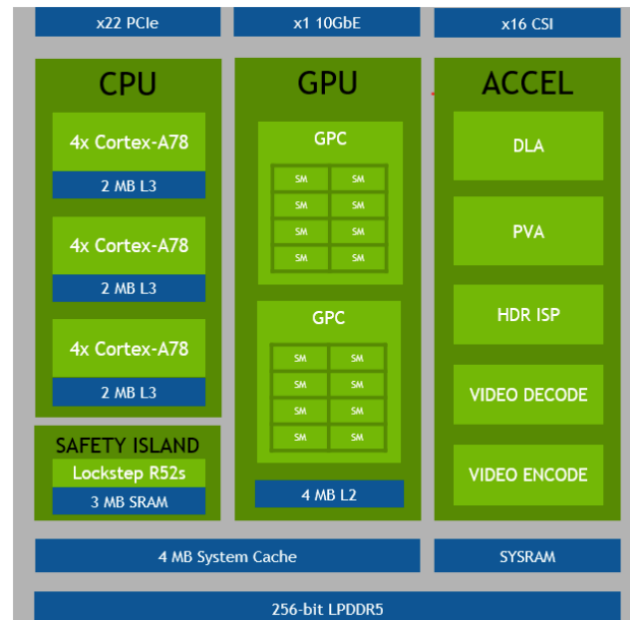 x22 PCIe
x1 10GbE
x16 CSI
CPU
4x Cortex-A78
2 MB L3
4x Cortex-A78
2 MB L3
4x Cortex-A78
2 MB L3
SAFETY ISLAND
Lockstep R52s
3 MB SRAM
GPU
GPC
SM SM
SM SM
SM SM
SM SM
GPC
SM SM
SM SM
SM SM
SM SM
4 MB L2
ACCEL
DLA
PVA
HDR ISP
VIDEO DECODE
VIDEO ENCODE
4 MB System Cache
SYSRAM
256-bit LPDDR5